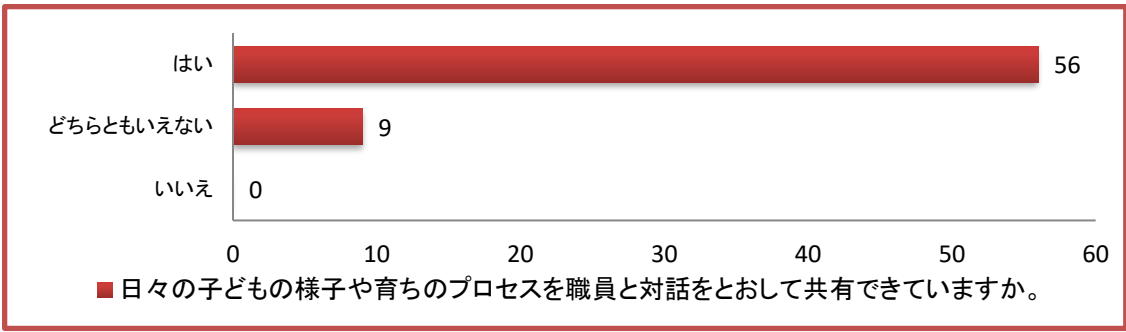 はい 56
どちらともいえない 9
いいえ 0
0 10 20 30 40 50 60
日々の子どもの様子や育ちのプロセスを職員と対話をとおして共有できていますか。